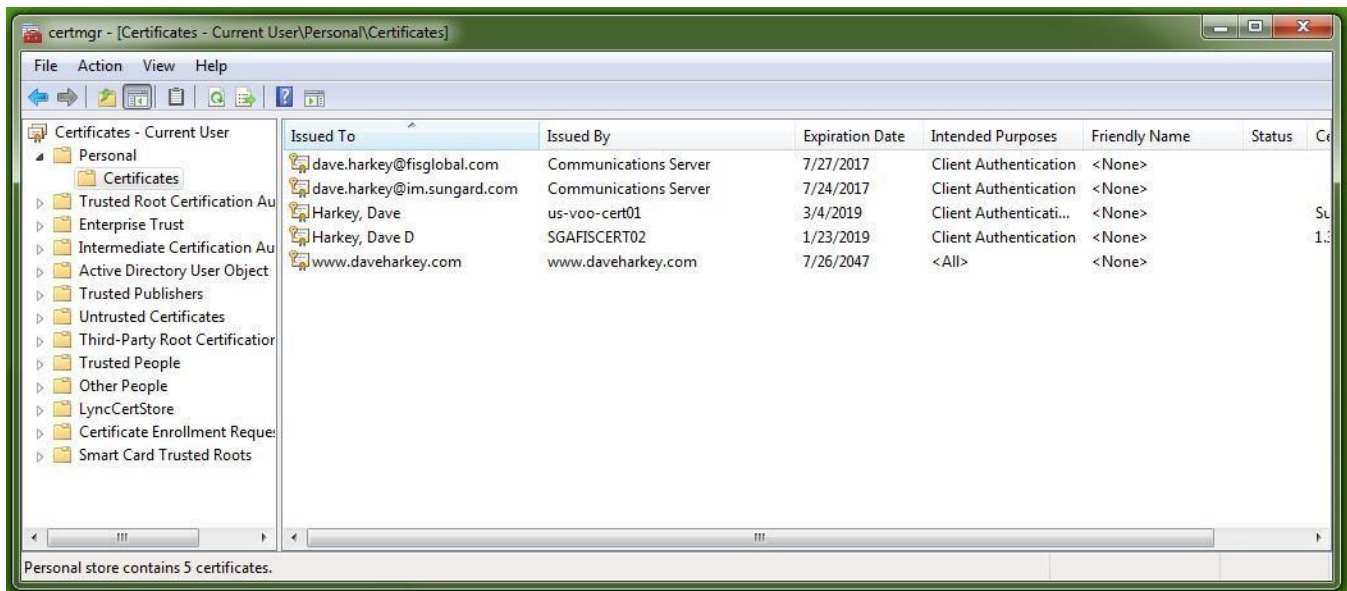 certmgr - [Certificates - Current User\Personal\Certificates]
File Action View Help
Certificates - Current User
Personal
Certificates
Trusted Root Certification Au
Enterprise Trust
Intermediate Certification Au
Active Directory User Object
Trusted Publishers
Untrusted Certificates
Third-Party Root Certification
Trusted People
Other People
LyncCertStore
Certificate Enrollment Reques
Smart Card Trusted Roots
Issued To Issued By Expiration Date Intended Purposes Friendly Name Status Ce
dave.harkey@fisglobal.com Communications Server 7/27/2017 Client Authentication <None>
dave.harkey@im.sungard.com Communications Server 7/24/2017 Client Authentication <None>
Harkey, Dave us-voo-cert01 3/4/2019 Client Authenticati... <None> Su
Harkey, Dave D SGAFISCERT02 1/23/2019 Client Authentication <None> 1.3
www.daveharkey.com www.daveharkey.com 7/26/2047 <All> <None>
Personal store contains 5 certificates.